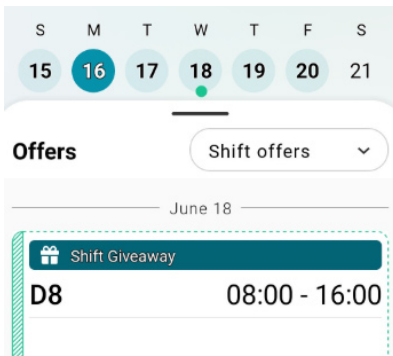 S M T W T F S
15 16 17 18 19 20 21
Offers Shift offers
June 18
Shift Giveaway
D8 08:00 - 16:00